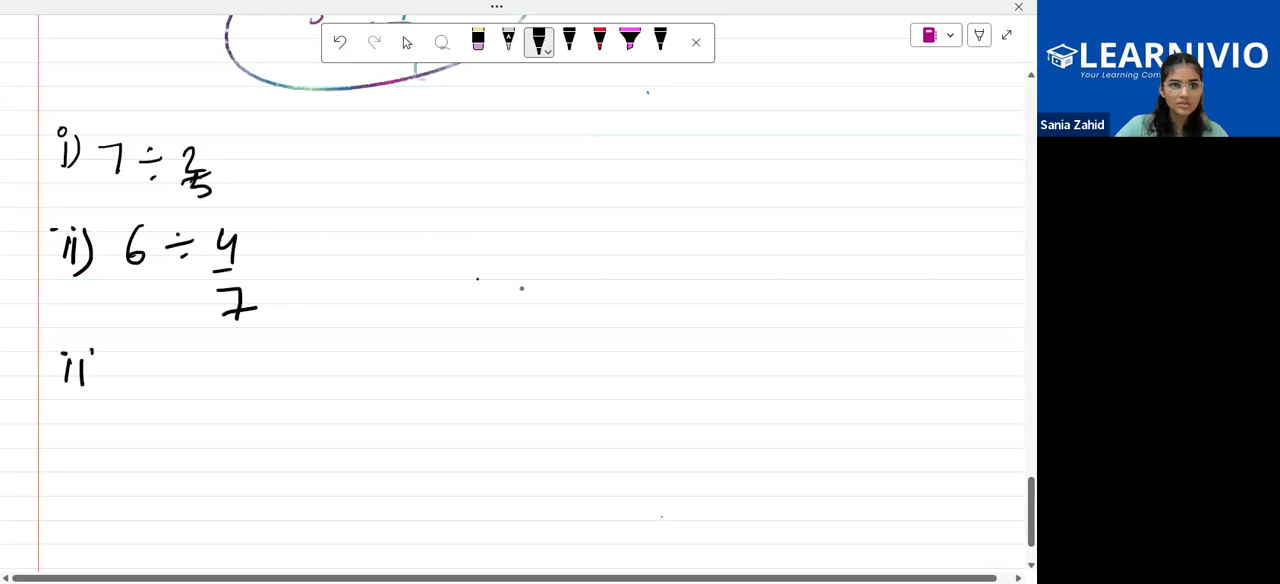 LEARNIVIO
Your Learning Com
Sania Zahid
i) 7 ÷ 2/5
ii) 6 ÷ 4/7
iii